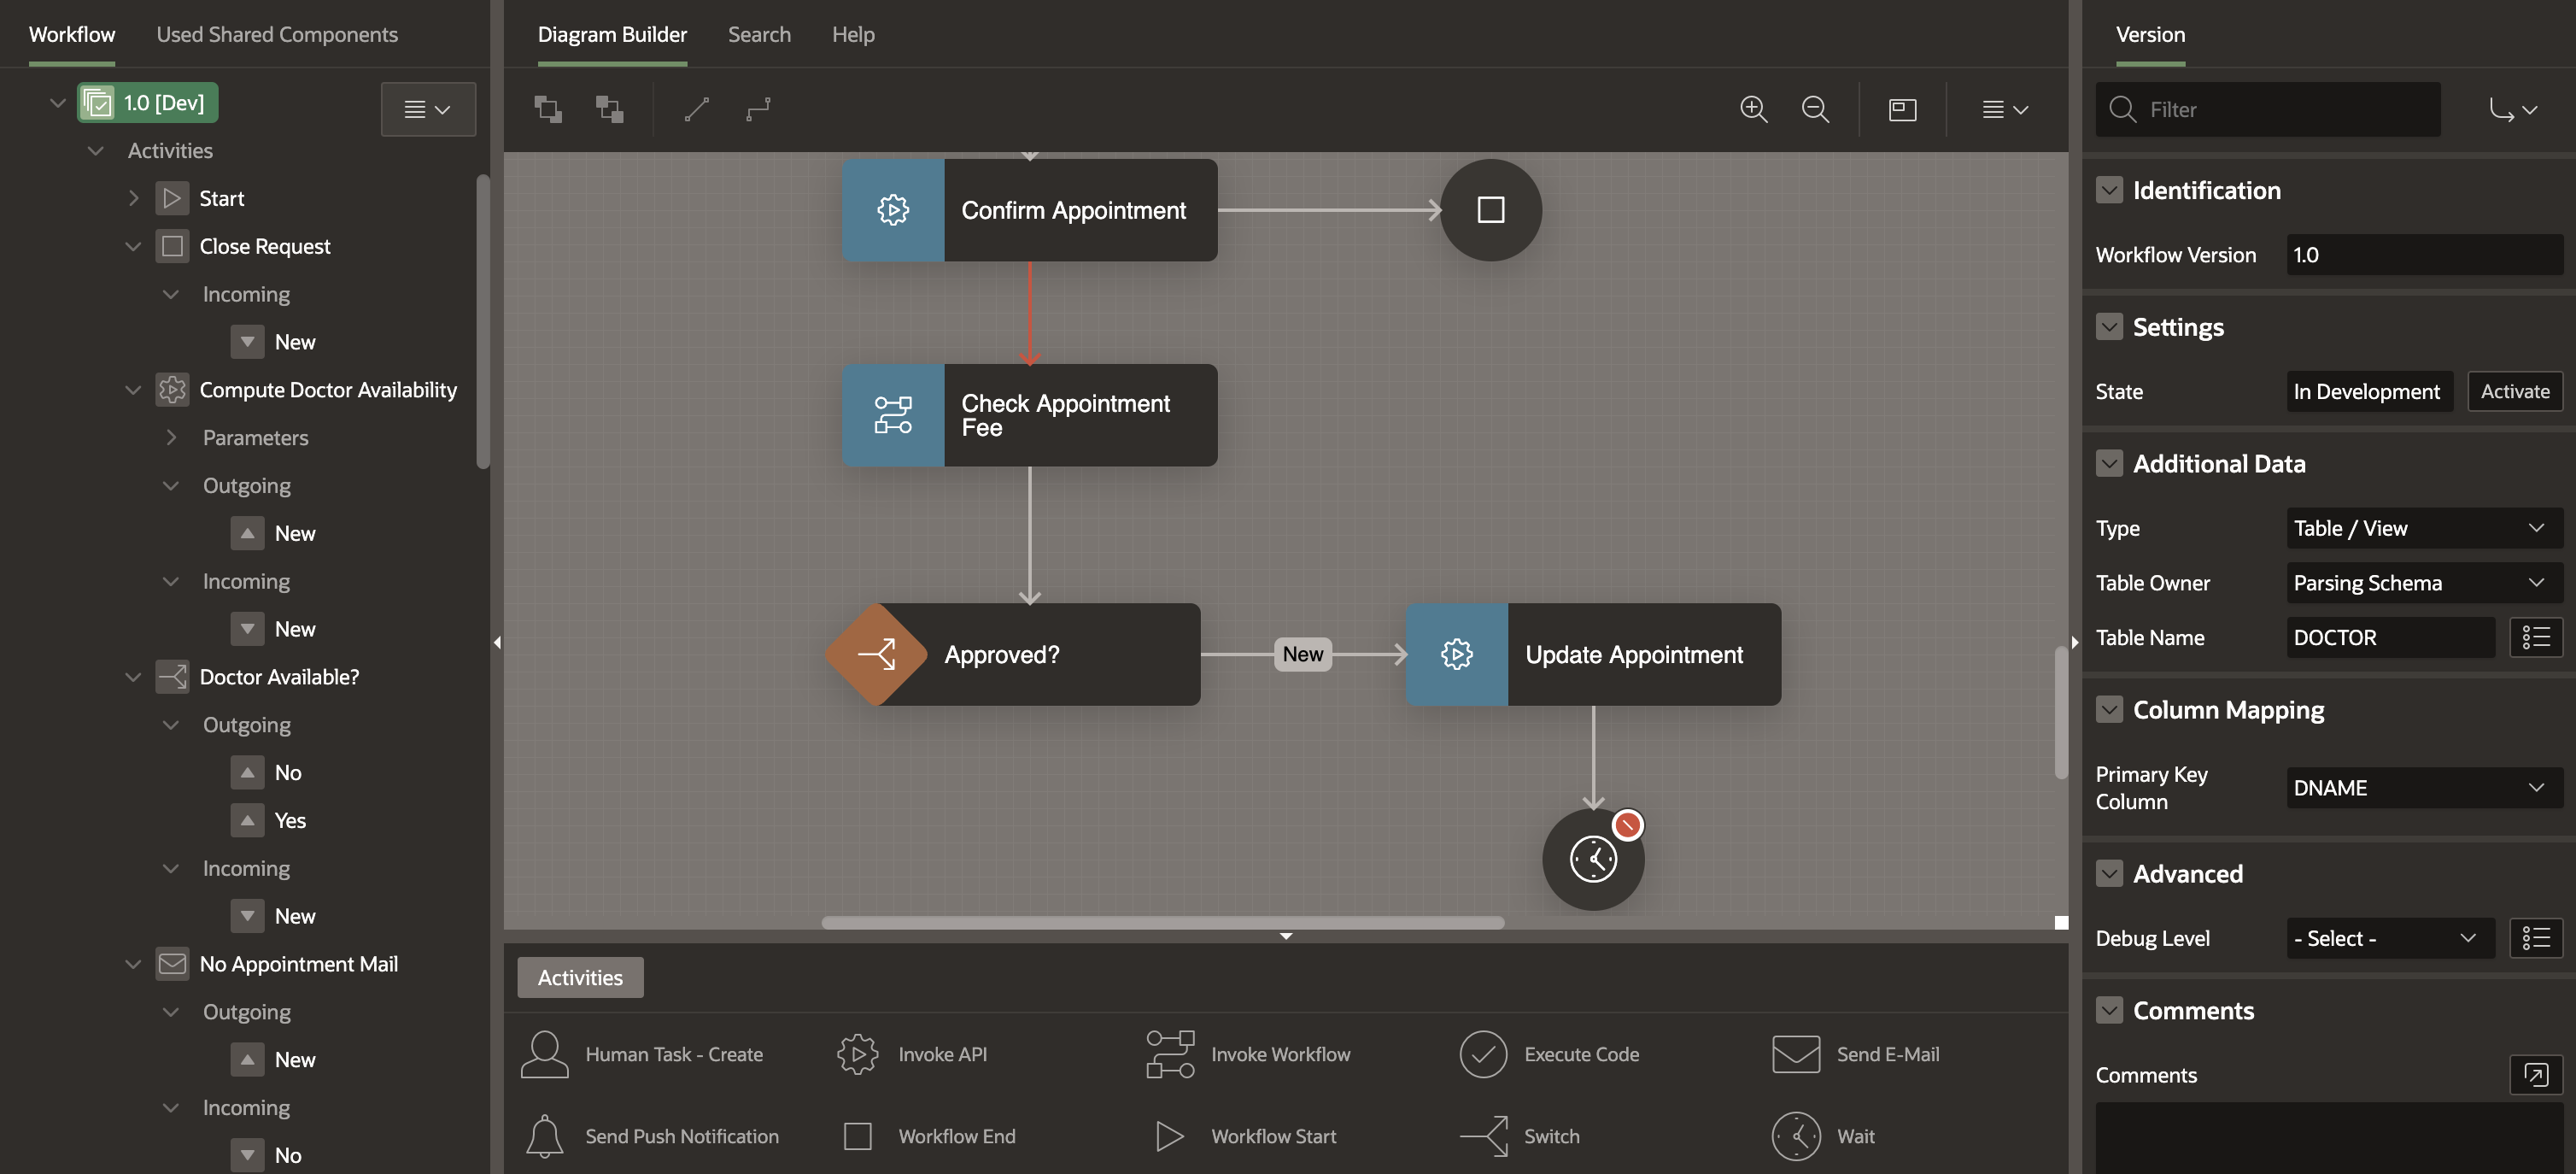 Workflow
Used Shared Components
1.0 [Dev]
Activities
Start
Close Request
Incoming
New
Compute Doctor Availability
Parameters
Outgoing
New
Incoming
New
Doctor Available?
Outgoing
No
Yes
Incoming
New
No Appointment Mail
Outgoing
New
Incoming
No
Diagram Builder
Search
Help
Confirm Appointment
Check Appointment
Fee
Approved?
New
Update Appointment
Activities
Human Task - Create
Invoke API
Invoke Workflow
Execute Code
Send E-Mail
Send Push Notification
Workflow End
Workflow Start
Switch
Wait
Version
Filter
Identification
Workflow Version
1.0
Settings
State
In Development
Activate
Additional Data
Type
Table / View
Table Owner
Parsing Schema
Table Name
DOCTOR
Column Mapping
Primary Key
Column
DNAME
Advanced
Debug Level
- Select -
Comments
Comments